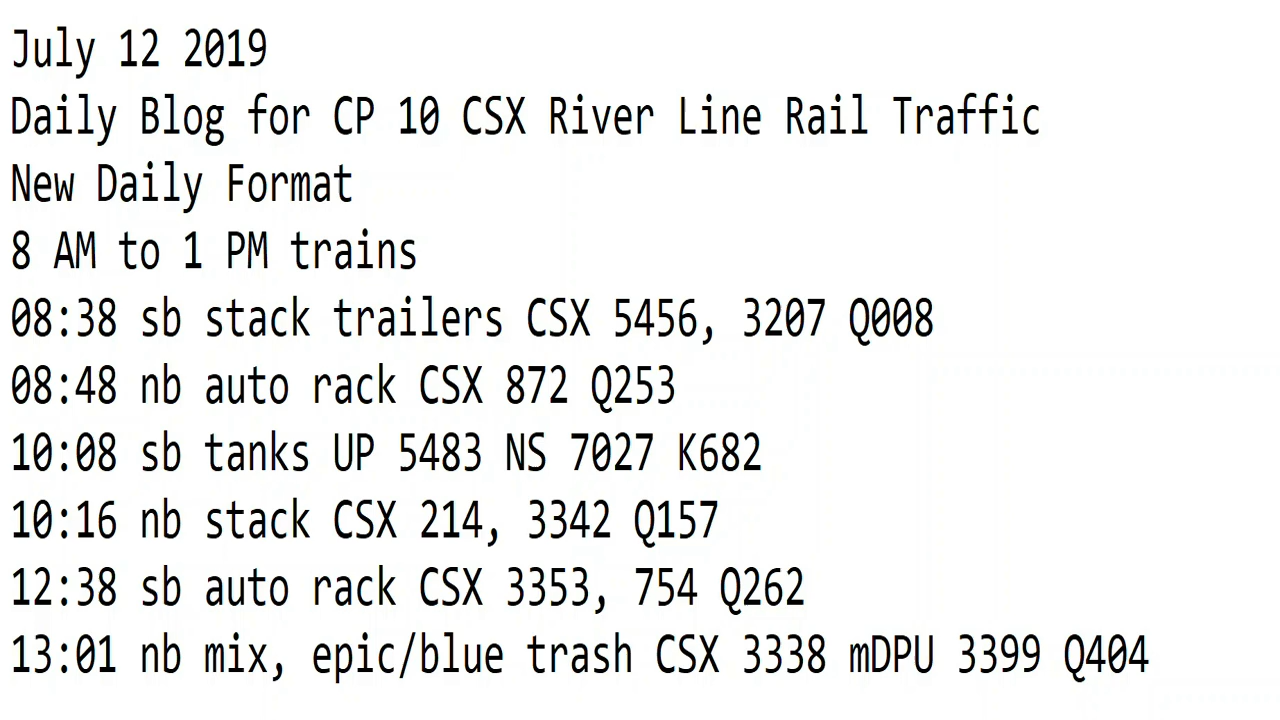 July 12 2019
Daily Blog for CP 10 CSX River Line Rail Traffic
New Daily Format
8 AM to 1 PM trains
08:38 sb stack trailers CSX 5456, 3207 Q008
08:48 nb auto rack CSX 872 Q253
10:08 sb tanks UP 5483 NS 7027 K682
10:16 nb stack CSX 214, 3342 Q157
12:38 sb auto rack CSX 3353, 754 Q262
13:01 nb mix, epic/blue trash CSX 3338 mDPU 3399 Q404